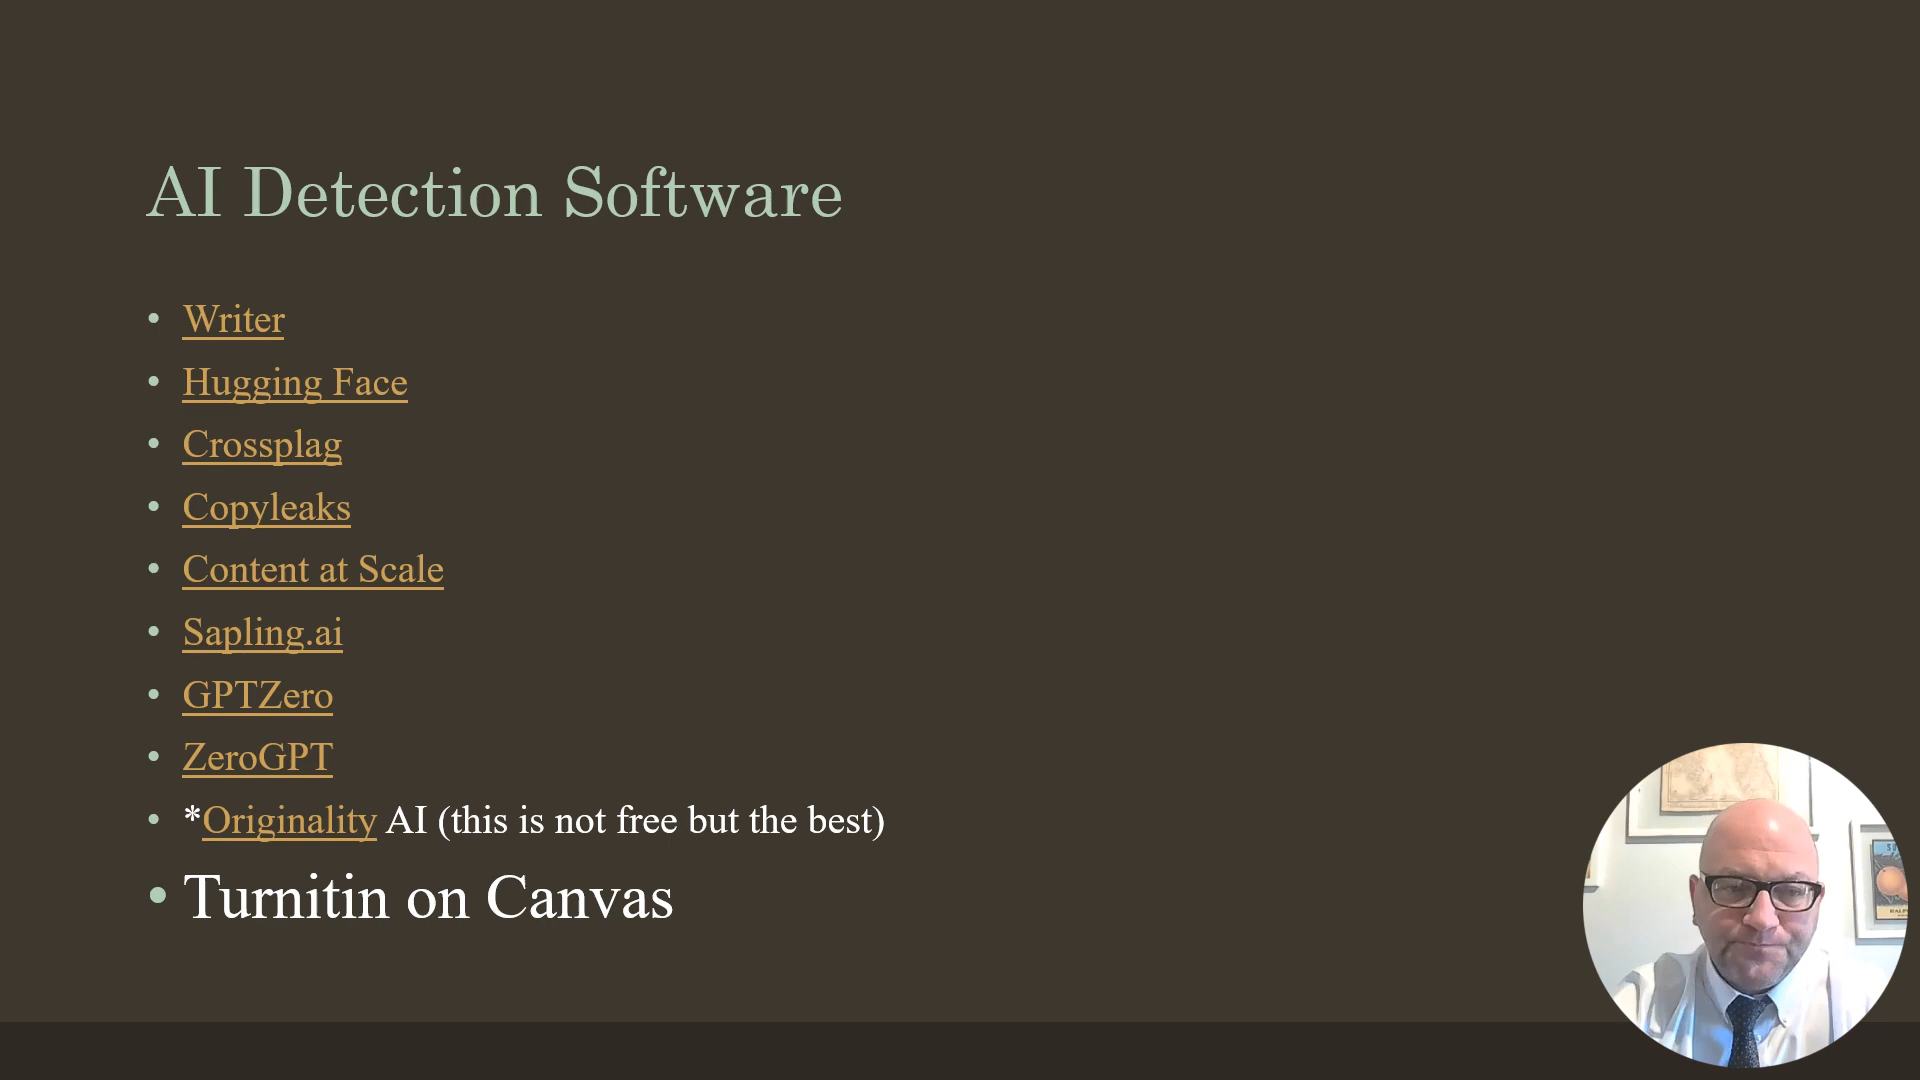 AI Detection Software
• Writer
• Hugging Face
• Crossplag
• Copyleaks
• Content at Scale
• Sapling.ai
• GPTZero
• ZeroGPT
• *Originality AI (this is not free but the best)
• Turnitin on Canvas